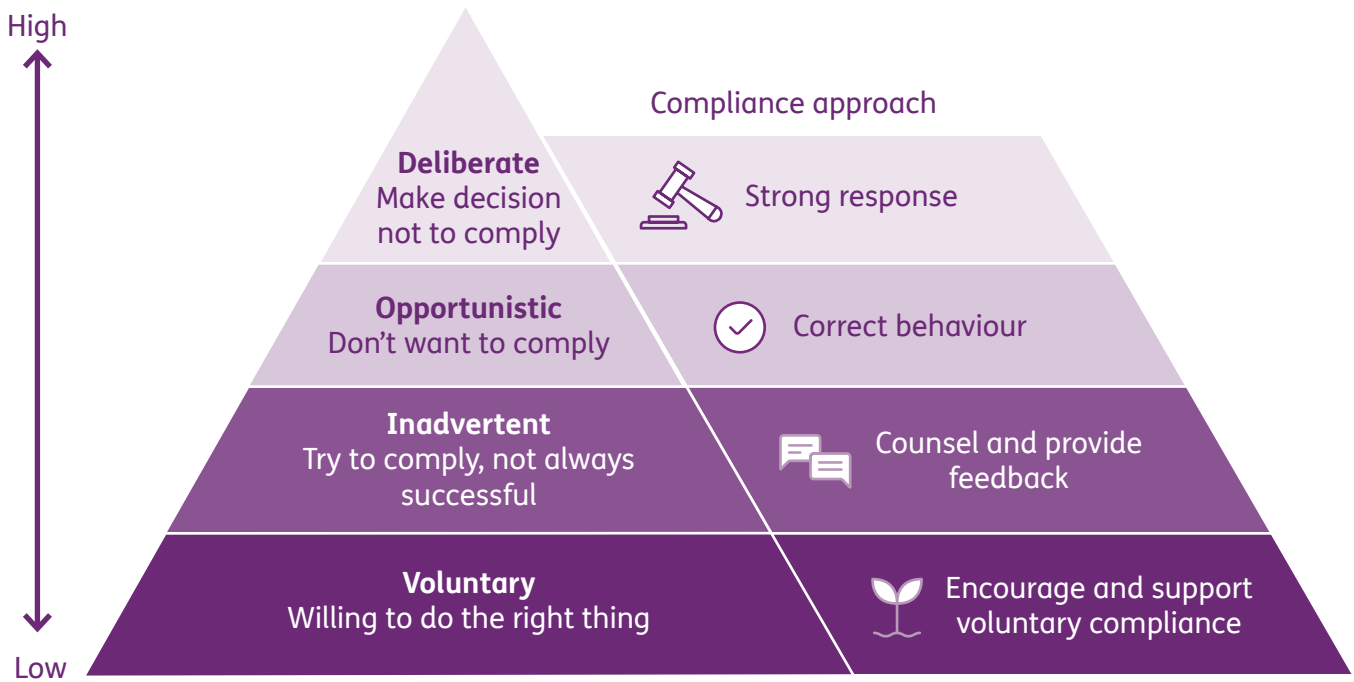 High
Compliance approach
Deliberate
Make decision
not to comply
Strong response
Opportunistic
Don’t want to comply
Correct behaviour
Inadvertent
Try to comply, not always
successful
Counsel and provide
feedback
Voluntary
Willing to do the right thing
Encourage and support
voluntary compliance
Low